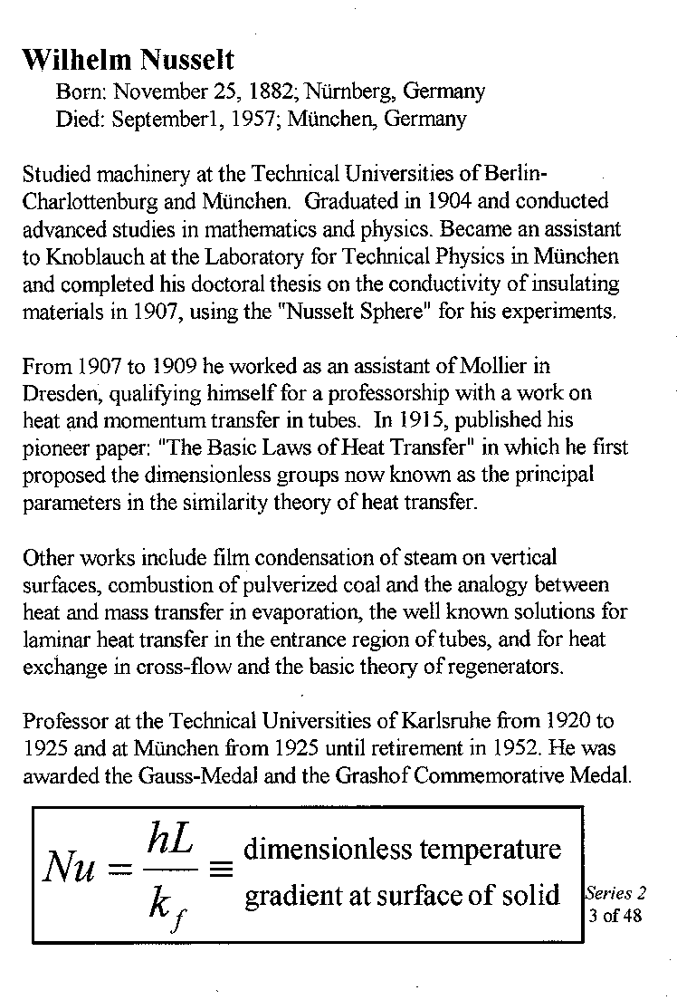 Wilhelm Nusselt
Born: November 25, 1882; Nürnberg, Germany
Died: September1, 1957; München, Germany
Studied machinery at the Technical Universities of Berlin-
Charlottenburg and München. Graduated in 1904 and conducted
advanced studies in mathematics and physics. Became an assistant
to Knoblauch at the Laboratory for Technical Physics in München
and completed his doctoral thesis on the conductivity of insulating
materials in 1907, using the "Nusselt Sphere" for his experiments.
From 1907 to 1909 he worked as an assistant of Mollier in
Dresden, qualifying himself for a professorship with a work on
heat and momentum transfer in tubes. In 1915, published his
pioneer paper: "The Basic Laws of Heat Transfer" in which he first
proposed the dimensionless groups now known as the principal
parameters in the similarity theory of heat transfer.
Other works include film condensation of steam on vertical
surfaces, combustion of pulverized coal and the analogy between
heat and mass transfer in evaporation, the well known solutions for
laminar heat transfer in the entrance region of tubes, and for heat
exchange in cross-flow and the basic theory of regenerators.
Professor at the Technical Universities of Karlsruhe from 1920 to
1925 and at München from 1925 until retirement in 1952. He was
awarded the Gauss-Medal and the Grashof Commemorative Medal.
Nu = hL / k_f ≡ dimensionless temperature
gradient at surface of solid
Series 2
3 of 48